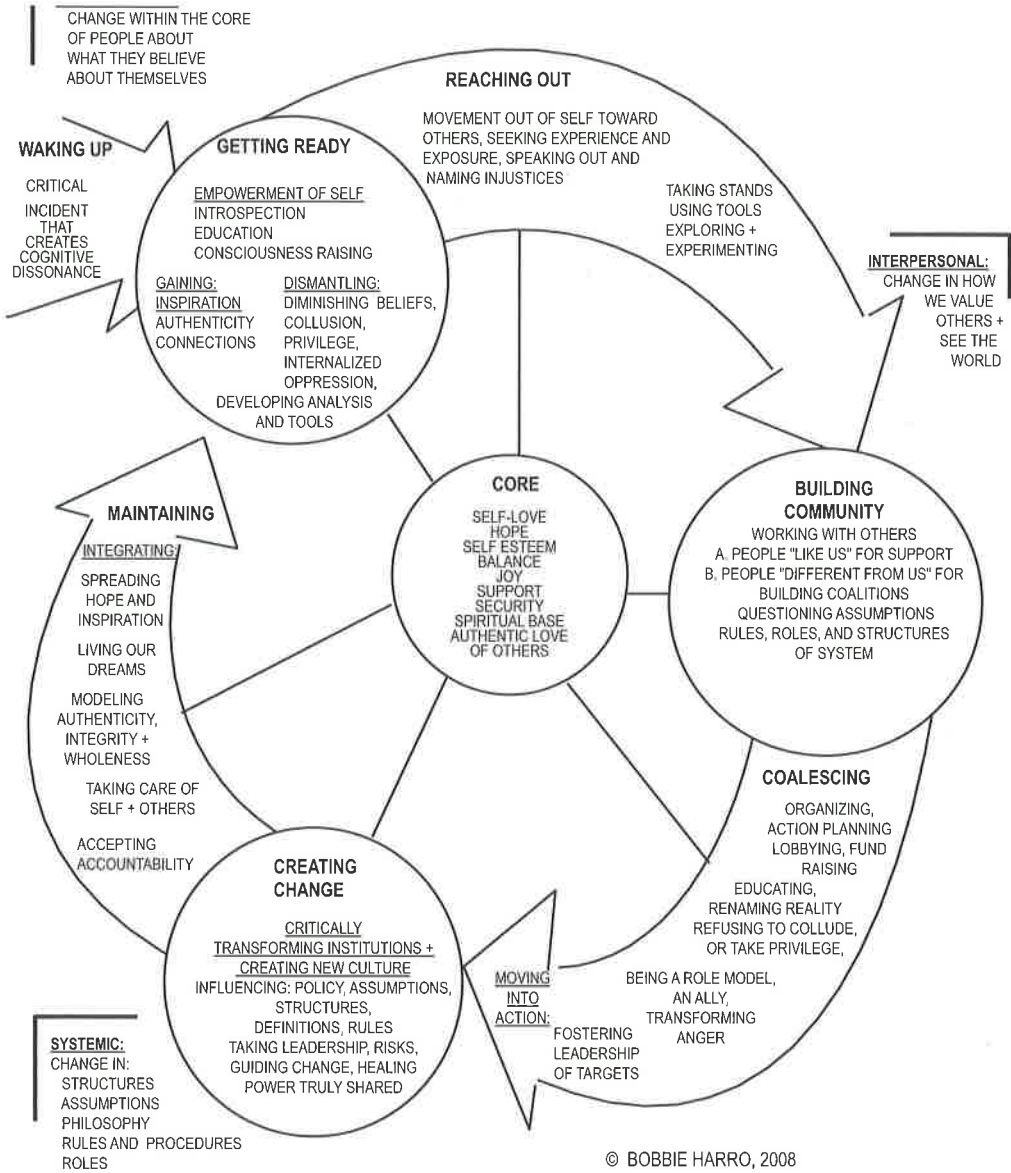 CHANGE WITHIN THE CORE
OF PEOPLE ABOUT
WHAT THEY BELIEVE
ABOUT THEMSELVES
WAKING UP
CRITICAL
INCIDENT
THAT
CREATES
COGNITIVE
DISSONANCE
GETTING READY
EMPOWERMENT OF SELF
INTROSPECTION
EDUCATION
CONSCIOUSNESS RAISING
GAINING:
INSPIRATION
AUTHENTICITY
CONNECTIONS
DISMANTLING:
DIMINISHING BELIEFS,
COLLUSION,
PRIVILEGE,
INTERNALIZED
OPPRESSION,
DEVELOPING ANALYSIS
AND TOOLS
REACHING OUT
MOVEMENT OUT OF SELF TOWARD
OTHERS, SEEKING EXPERIENCE AND
EXPOSURE, SPEAKING OUT AND
NAMING INJUSTICES
TAKING STANDS
USING TOOLS
EXPLORING +
EXPERIMENTING
INTERPERSONAL:
CHANGE IN HOW
WE VALUE
OTHERS +
SEE THE
WORLD
CORE
SELF-LOVE
HOPE
SELF ESTEEM
BALANCE
JOY
SUPPORT
SECURITY
SPIRITUAL BASE
AUTHENTIC LOVE
OF OTHERS
BUILDING
COMMUNITY
WORKING WITH OTHERS
A. PEOPLE "LIKE US" FOR SUPPORT
B. PEOPLE "DIFFERENT FROM US" FOR
BUILDING COALITIONS
QUESTIONING ASSUMPTIONS
RULES, ROLES, AND STRUCTURES
OF SYSTEM
COALESCING
ORGANIZING,
ACTION PLANNING
LOBBYING, FUND
RAISING
EDUCATING,
RENAMING REALITY
REFUSING TO COLLUDE,
OR TAKE PRIVILEGE,
BEING A ROLE MODEL,
AN ALLY,
TRANSFORMING
ANGER
MOVING
INTO
ACTION:
FOSTERING
LEADERSHIP
OF TARGETS
CREATING
CHANGE
CRITICALLY
TRANSFORMING INSTITUTIONS +
CREATING NEW CULTURE
INFLUENCING: POLICY, ASSUMPTIONS,
STRUCTURES,
DEFINITIONS, RULES
TAKING LEADERSHIP, RISKS,
GUIDING CHANGE, HEALING
POWER TRULY SHARED
MAINTAINING
INTEGRATING:
SPREADING
HOPE AND
INSPIRATION
LIVING OUR
DREAMS
MODELING
AUTHENTICITY,
INTEGRITY +
WHOLENESS
TAKING CARE OF
SELF + OTHERS
ACCEPTING
ACCOUNTABILITY
SYSTEMIC:
CHANGE IN:
STRUCTURES
ASSUMPTIONS
PHILOSOPHY
RULES AND PROCEDURES
ROLES
© BOBBIE HARRO, 2008